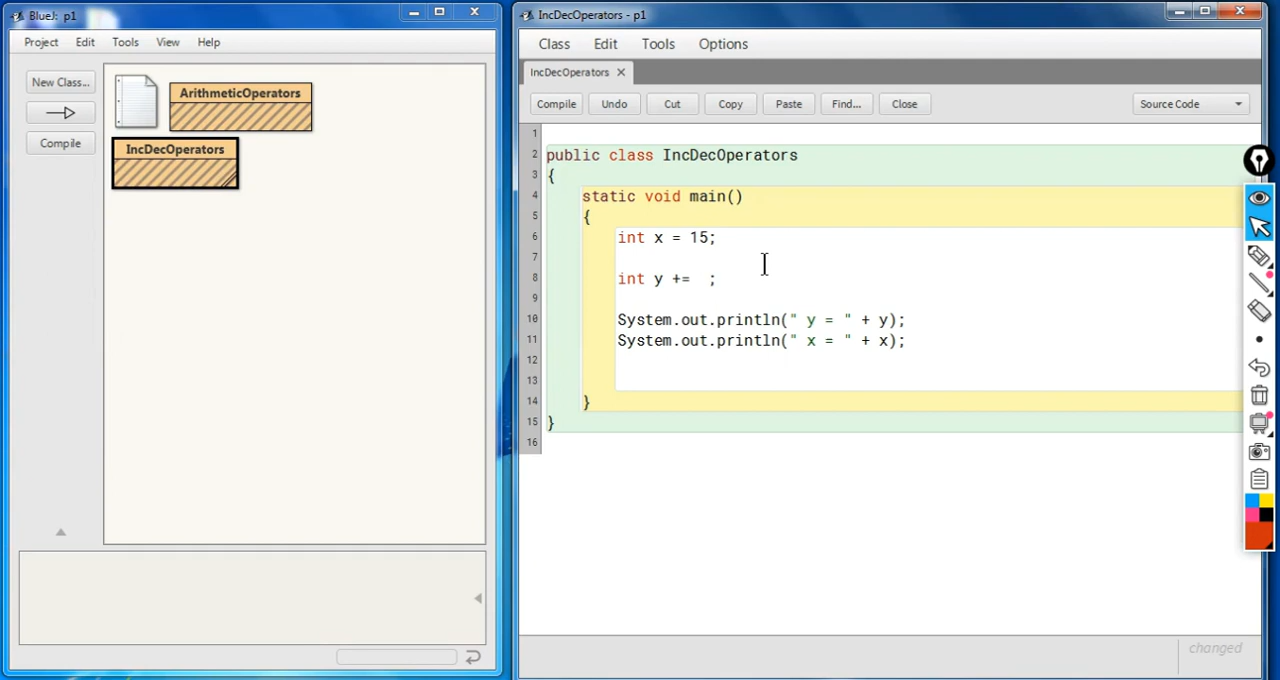 BlueJ: p1
Project Edit Tools View Help
New Class...
Compile
ArithmeticOperators
IncDecOperators
IncDecOperators - p1
Class Edit Tools Options
IncDecOperators
Compile Undo Cut Copy Paste Find... Close Source Code
1
2 public class IncDecOperators
3 {
4 static void main()
5 {
6 int x = 15;
7
8 int y += ;
9
10 System.out.println(" y = " + y);
11 System.out.println(" x = " + x);
12
13
14 }
15 }
16
changed